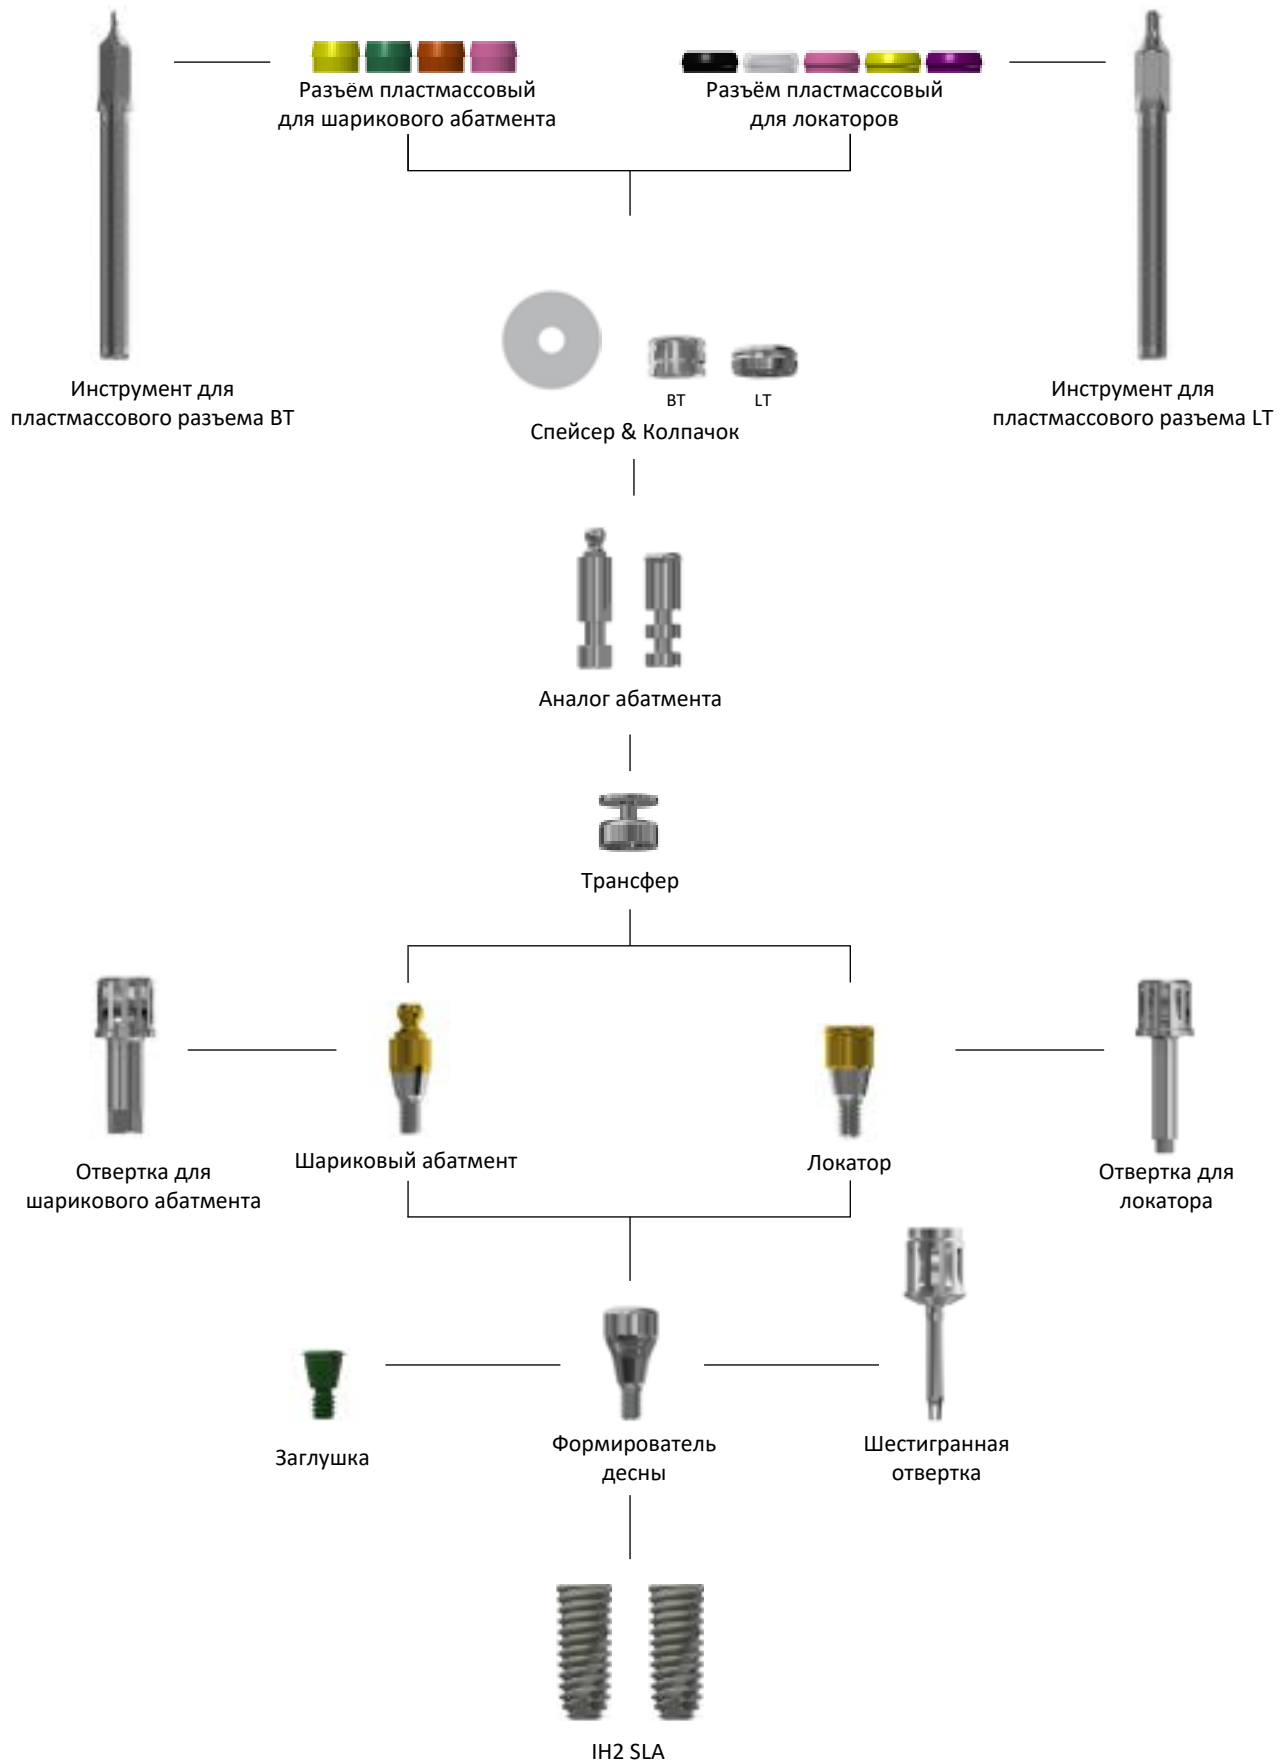 Разъём пластмассовый
для шарикового абатмента
Разъём пластмассовый
для локаторов
Инструмент для
пластмассового разъема BT
BT
LT
Спейсер & Колпачок
Инструмент для
пластмассового разъема LT
Аналог абатмента
Трансфер
Отвертка для
шарикового абатмента
Шариковый абатмент
Локатор
Отвертка для
локатора
Заглушка
Формирователь
десны
Шестигранная
отвертка
IH2 SLA